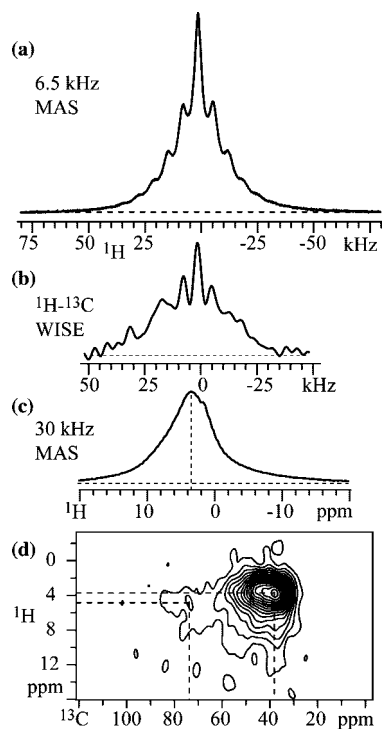 (a)
6.5 kHz
MAS
75 50 ¹H 25 0 -25 -50 kHz
(b)
¹H-¹³C
WISE
50 25 0 -25 kHz
(c)
30 kHz
MAS
¹H 10 0 -10 ppm
(d)
0
¹H 4
8
12
ppm
¹³C 100 80 60 40 20 ppm